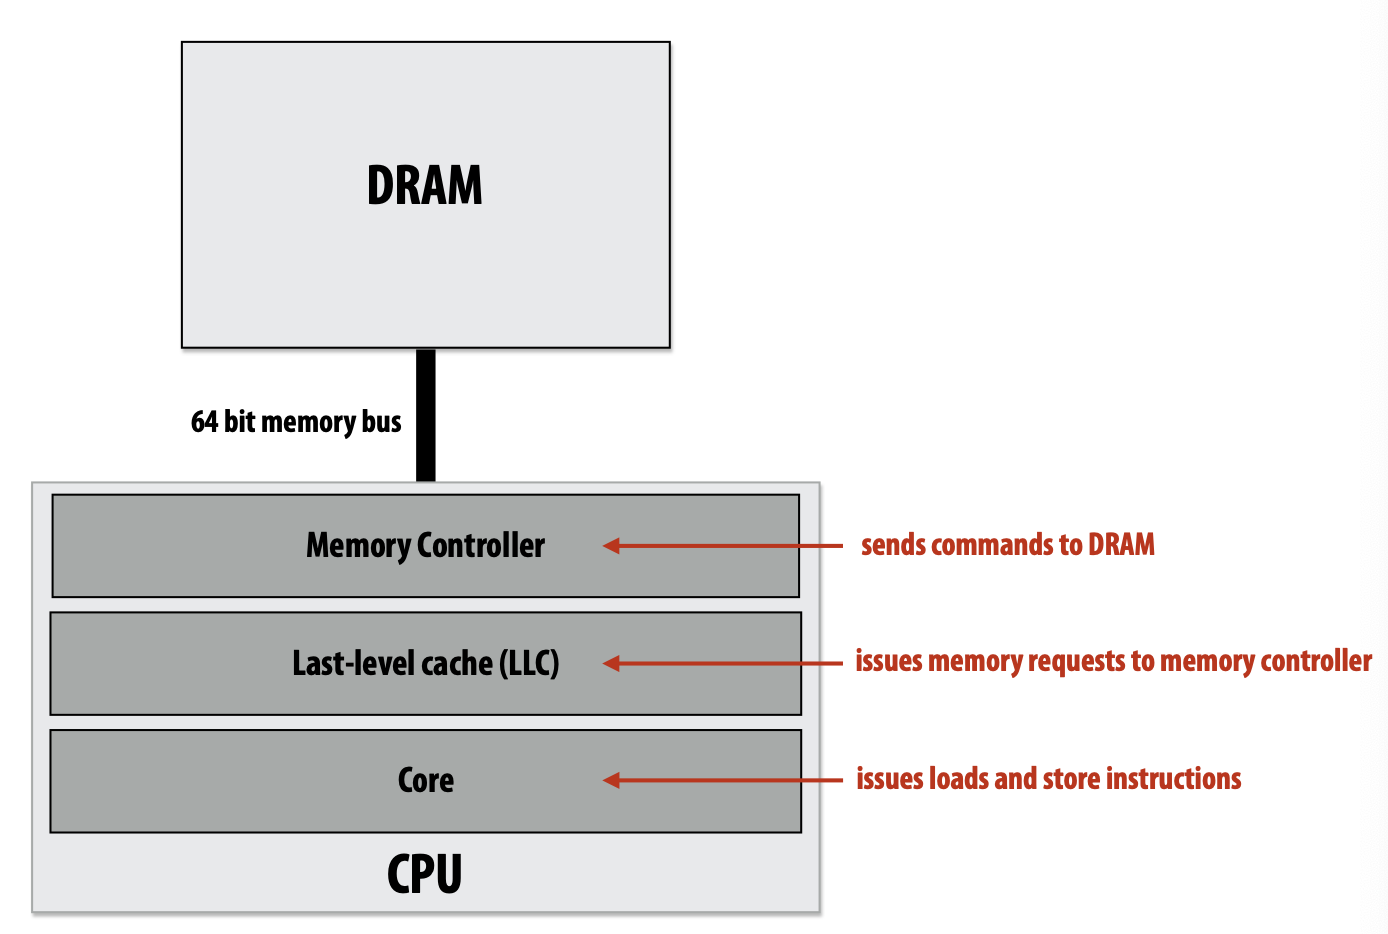 DRAM
64 bit memory bus
Memory Controller
sends commands to DRAM
Last-level cache (LLC)
issues memory requests to memory controller
Core
issues loads and store instructions
CPU